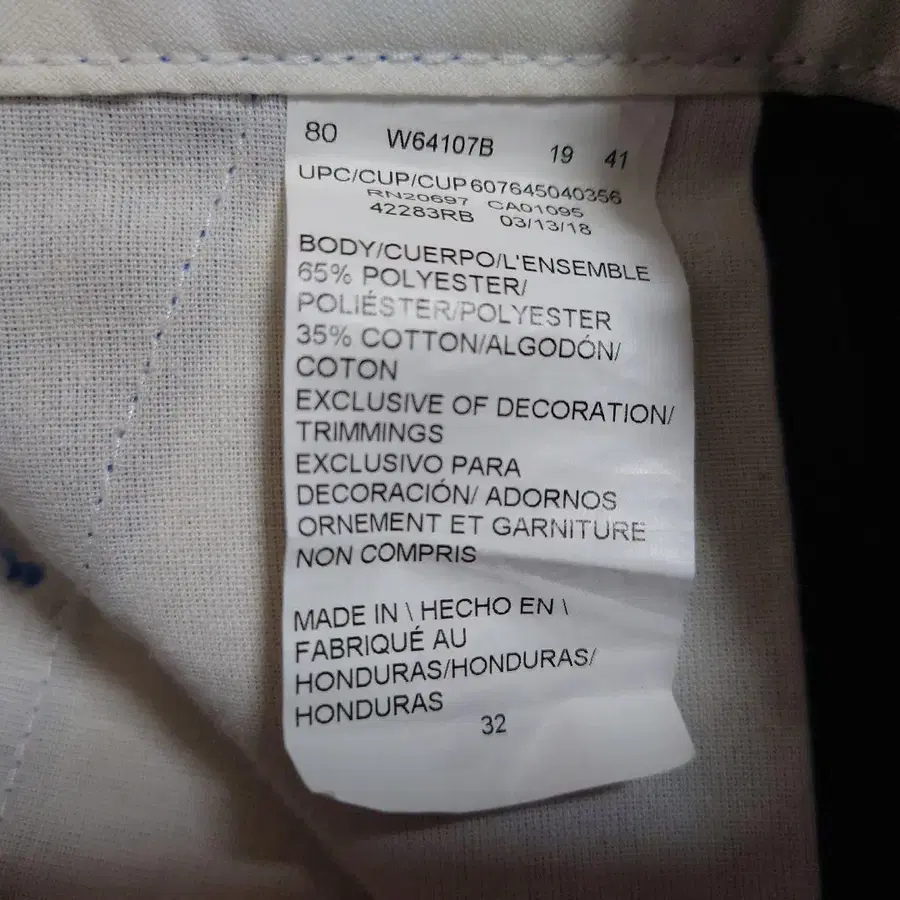 80 W64107B 19 41
UPC/CUP/CUP607645040356
RN20697 CA01095
42283RB 03/13/18
BODY/CUERPO/L'ENSEMBLE
65% POLYESTER/
POLIÉSTER/POLYESTER
35% COTTON/ALGODÓN/
COTON
EXCLUSIVE OF DECORATION/
TRIMMINGS
EXCLUSIVO PARA
DECORACIÓN/ ADORNOS
ORNEMENT ET GARNITURE
NON COMPRIS
MADE IN \ HECHO EN \
FABRIQUÉ AU
HONDURAS/HONDURAS/
HONDURAS
32